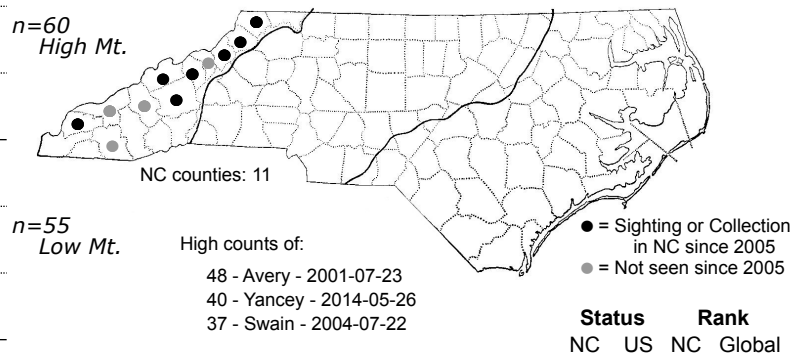 n=60
High Mt.
NC counties: 11
n=55
Low Mt.
High counts of:
48 - Avery - 2001-07-23
40 - Yancey - 2014-05-26
37 - Swain - 2004-07-22
= Sighting or Collection
in NC since 2005
= Not seen since 2005
Status Rank
NC US NC Global